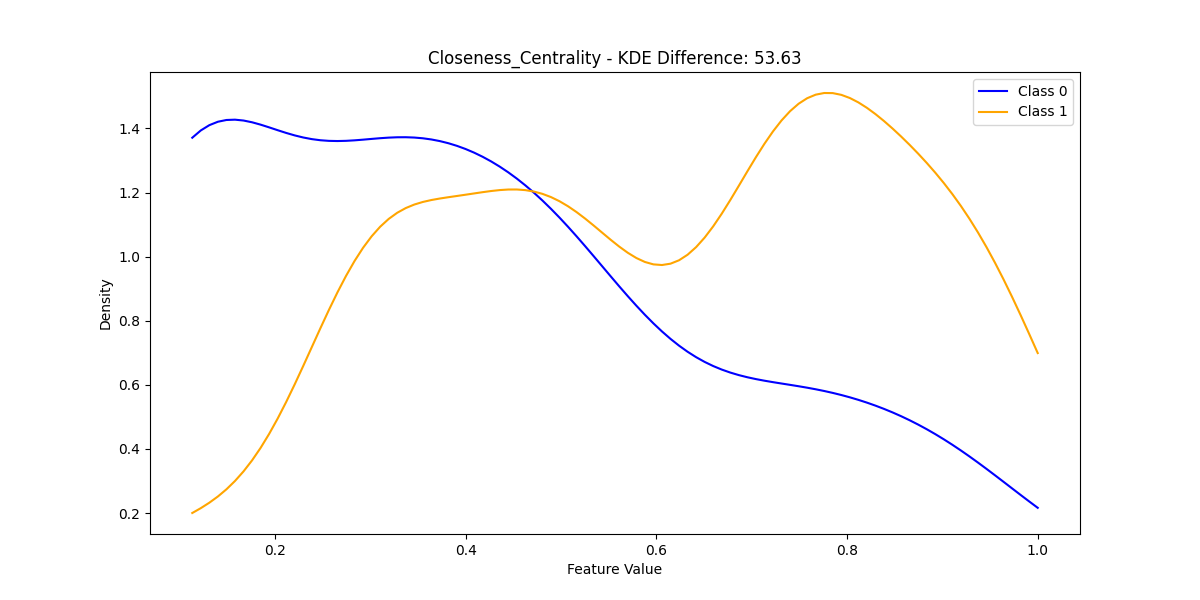 Closeness_Centrality - KDE Difference: 53.63
Class 0
Class 1
Density
1.4
1.2
1.0
0.8
0.6
0.4
0.2
0.2 0.4 0.6 0.8 1.0
Feature Value